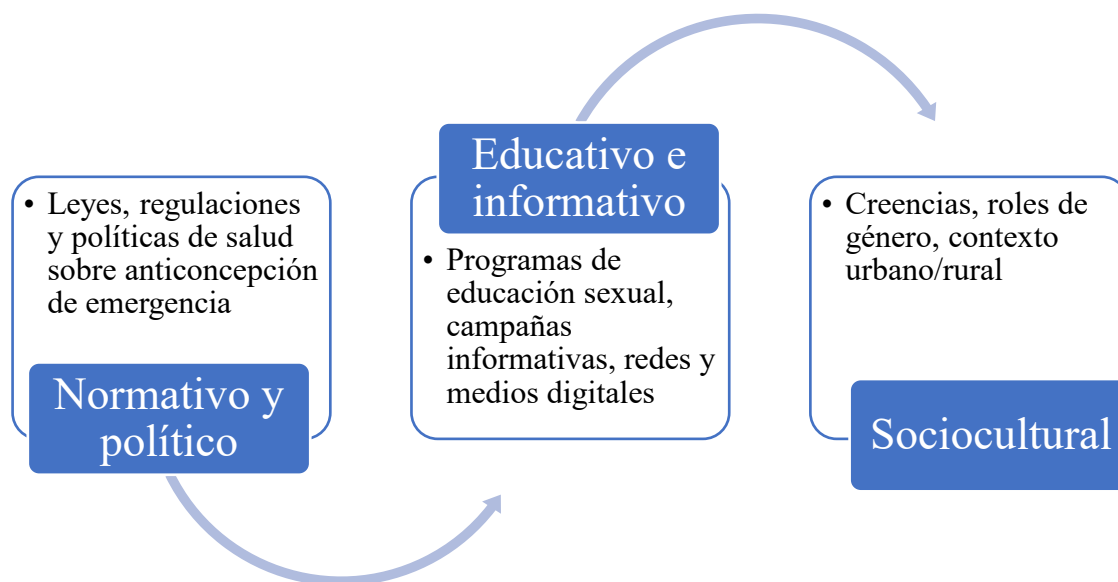 • Leyes, regulaciones
y políticas de salud
sobre anticoncepción
de emergencia
Normativo y
político
Educativo e
informativo
• Programas de
educación sexual,
campañas
informativas, redes y
medios digitales
• Creencias, roles de
género, contexto
urbano/rural
Sociocultural